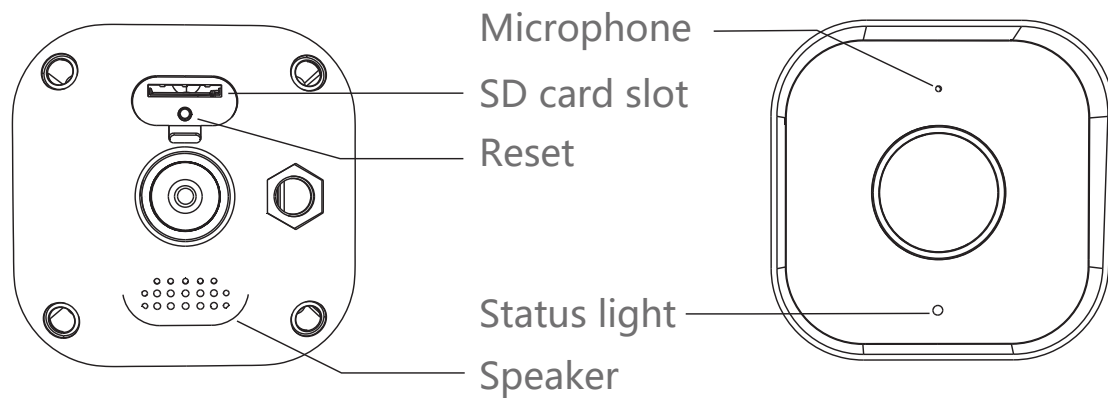 Microphone
SD card slot
Reset
Status light
Speaker